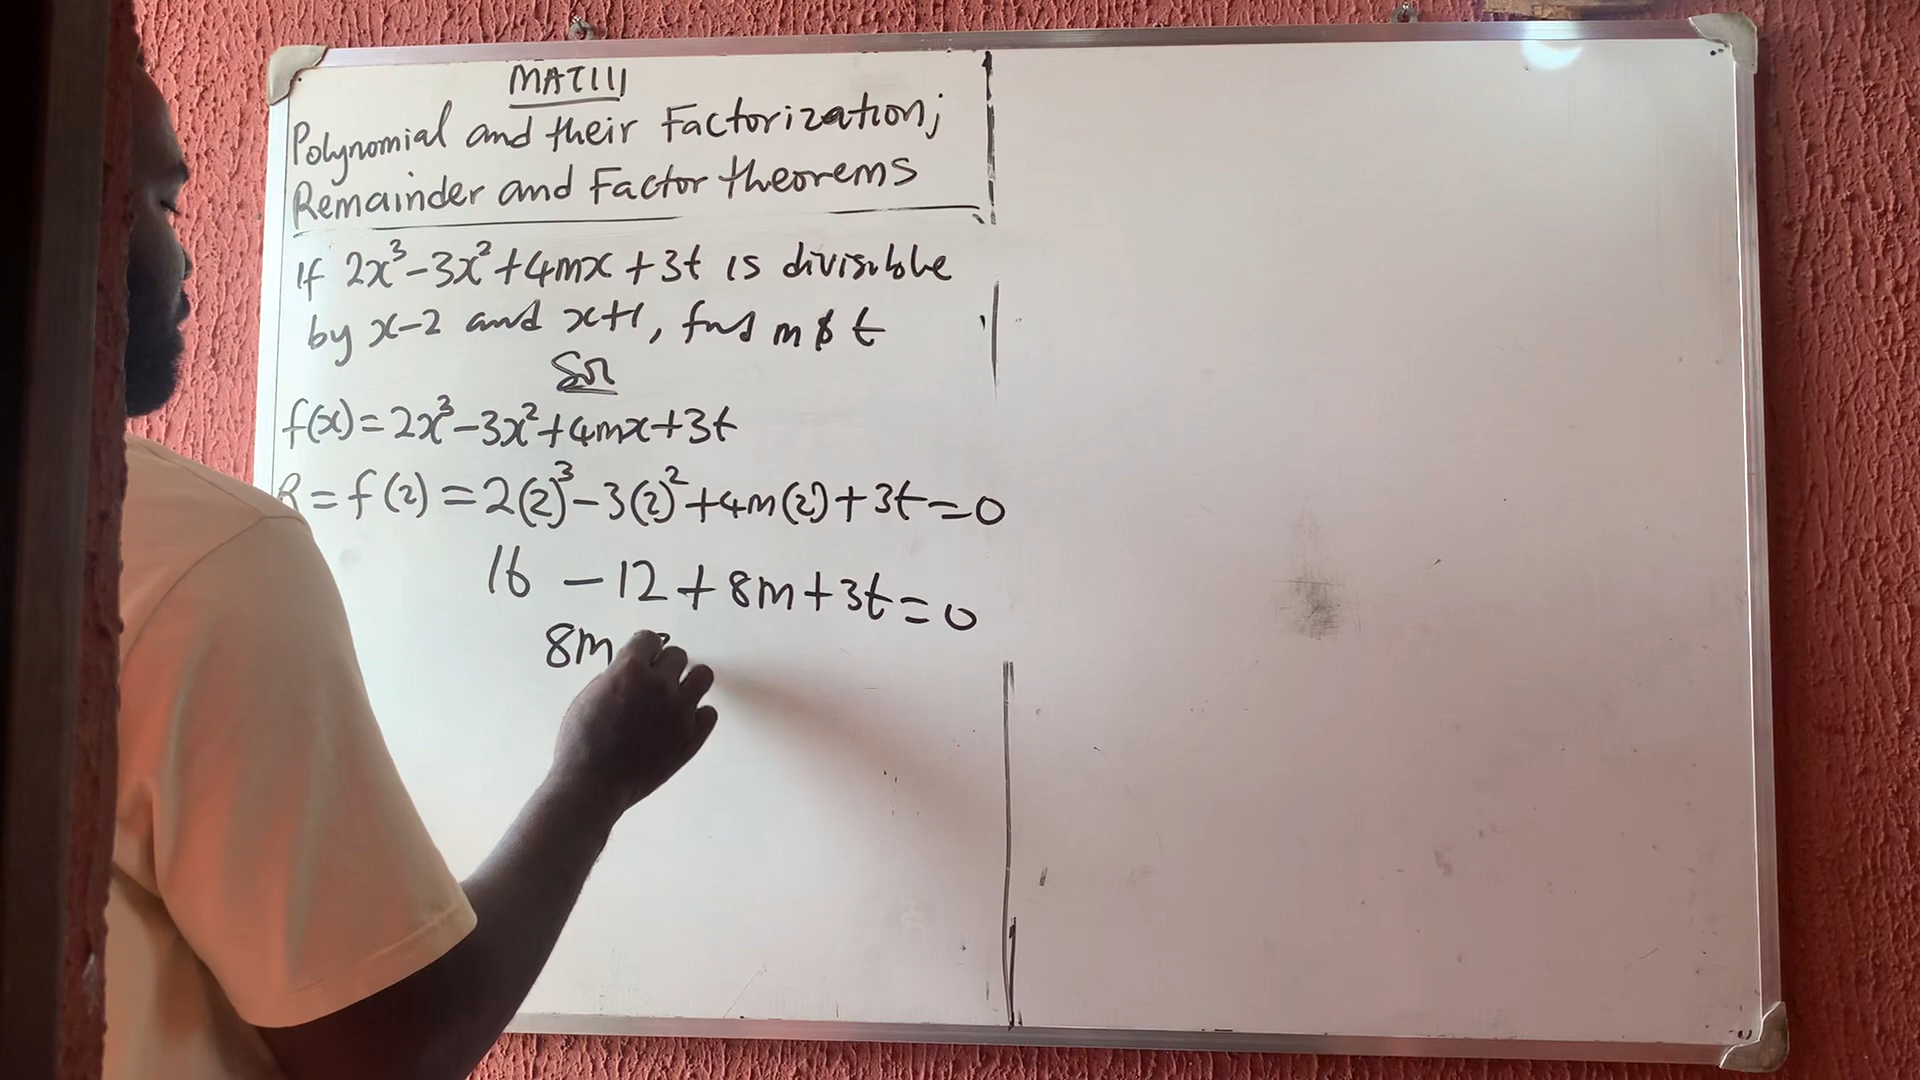 MAT111
Polynomial and their Factorization;
Remainder and Factor theorems
If 2x³-3x²+4mx+3t is divisible
by x-2 and x+1, find m & t
Soln
f(x)=2x³-3x²+4mx+3t
R=f(2)=2(2)³-3(2)²+4m(2)+3t=0
16 -12+8m+3t=0
8m